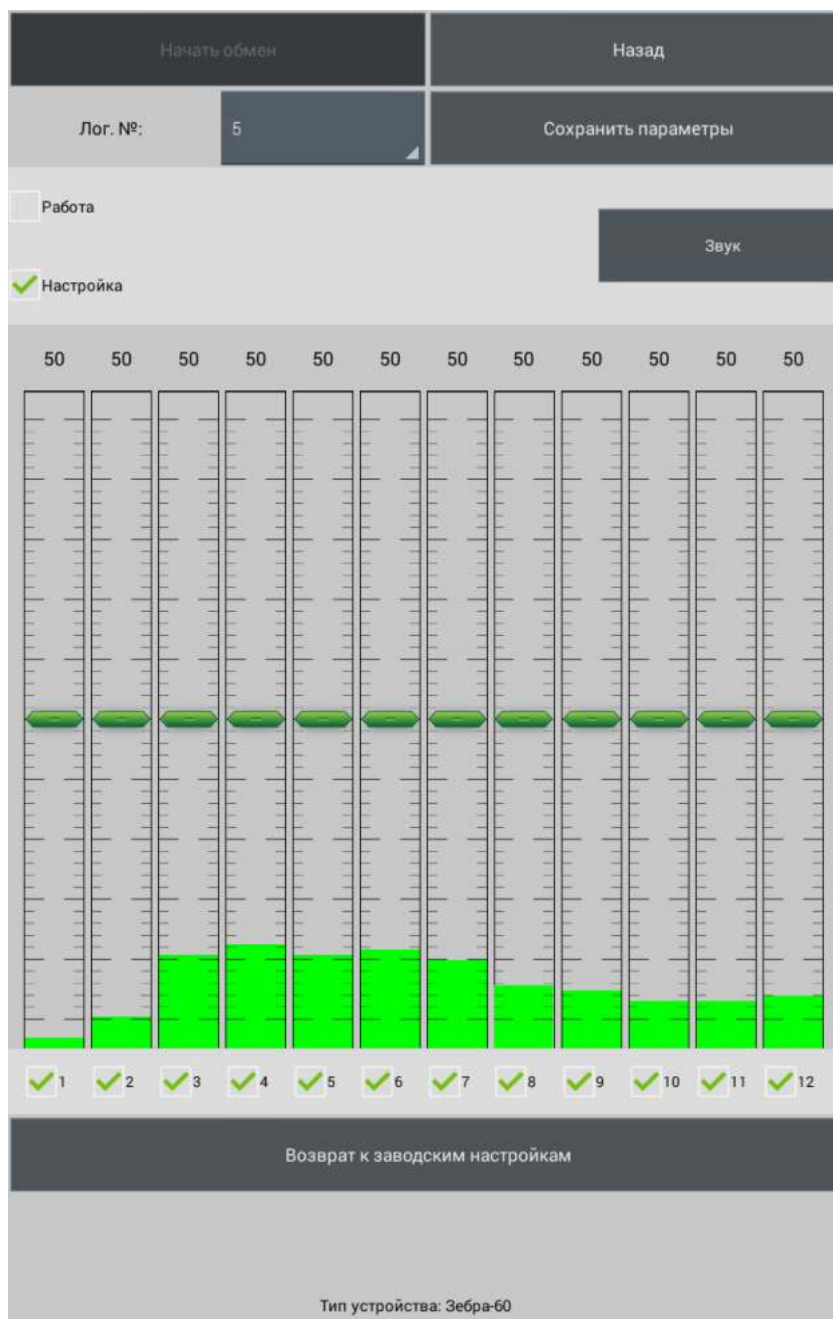 Начать обмен
Назад
Лог. №:
5
Сохранить параметры
Работа
Звук
Настройка
50 50 50 50 50 50 50 50 50 50 50 50
1 2 3 4 5 6 7 8 9 10 11 12
Возврат к заводским настройкам
Тип устройства: Зебра-60